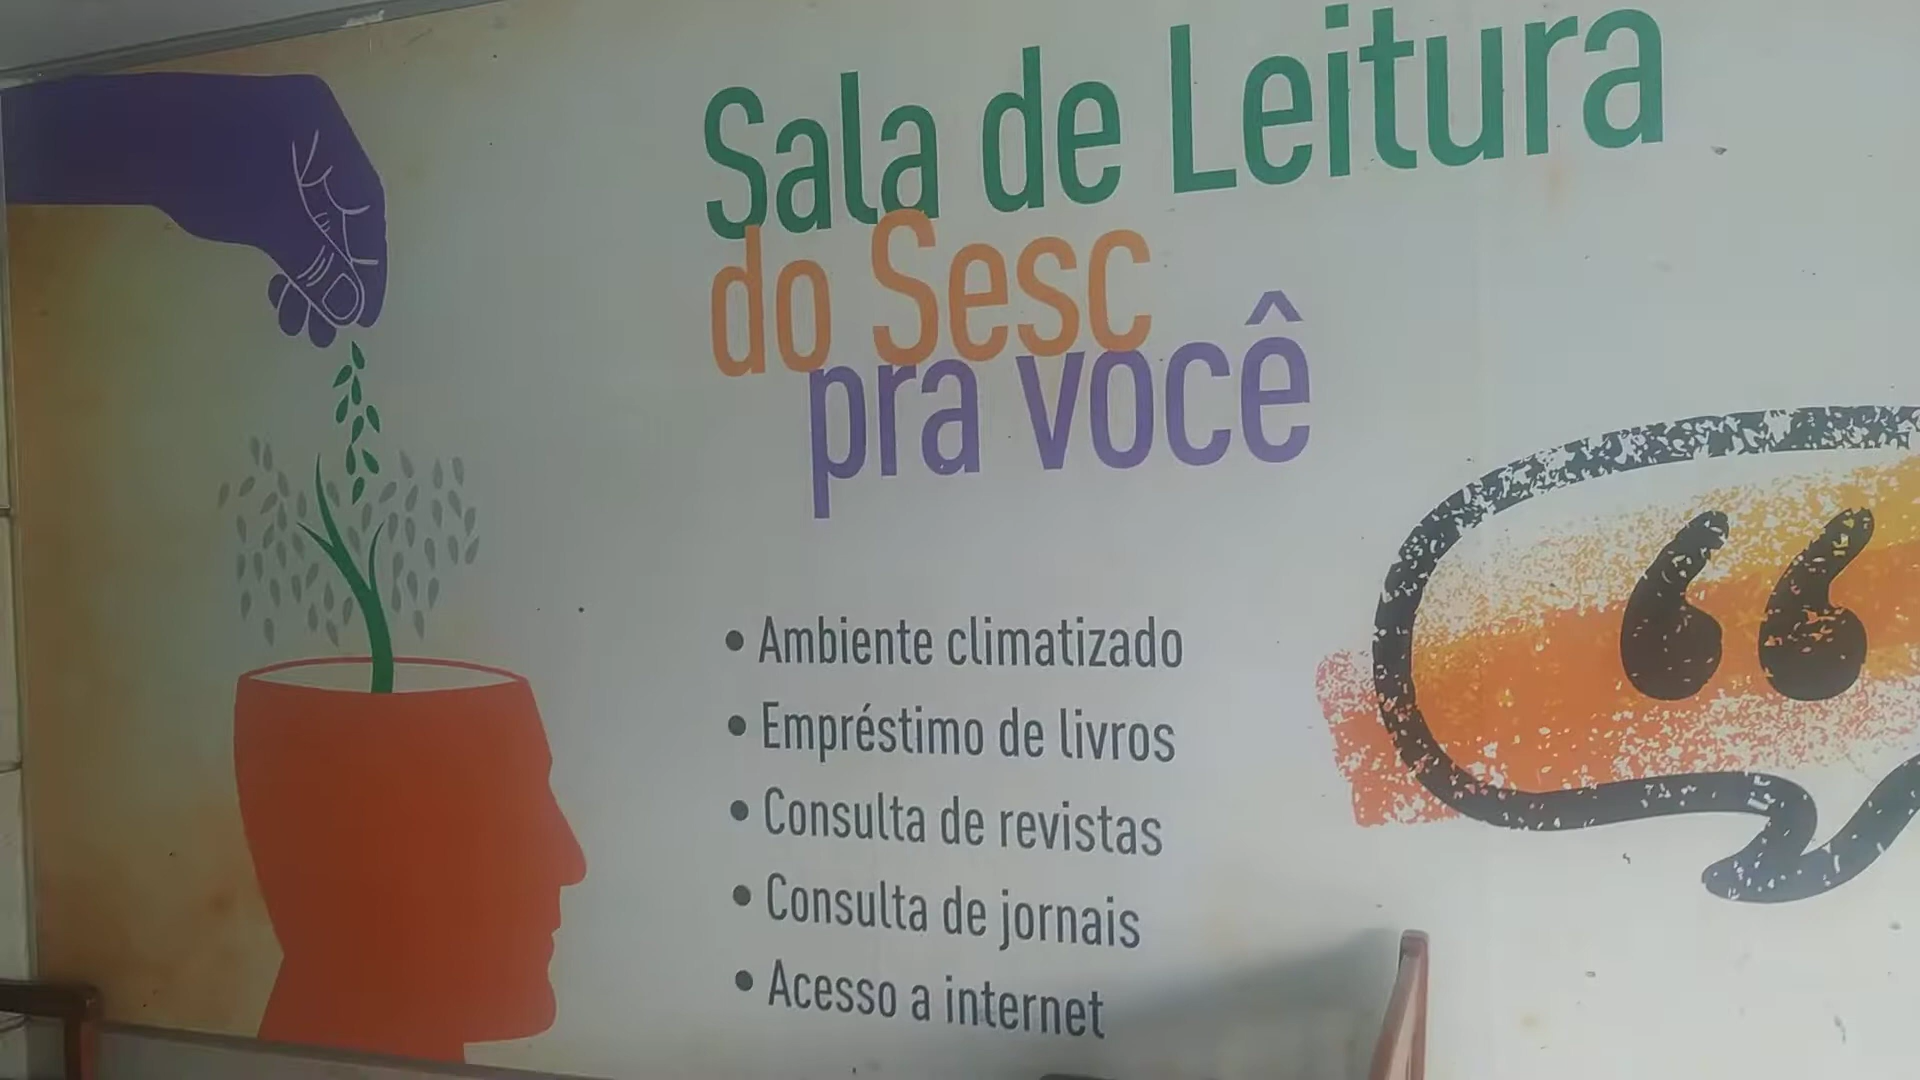 Sala de Leitura
do Sesc
pra você
• Ambiente climatizado
• Empréstimo de livros
• Consulta de revistas
• Consulta de jornais
• Acesso a internet
“